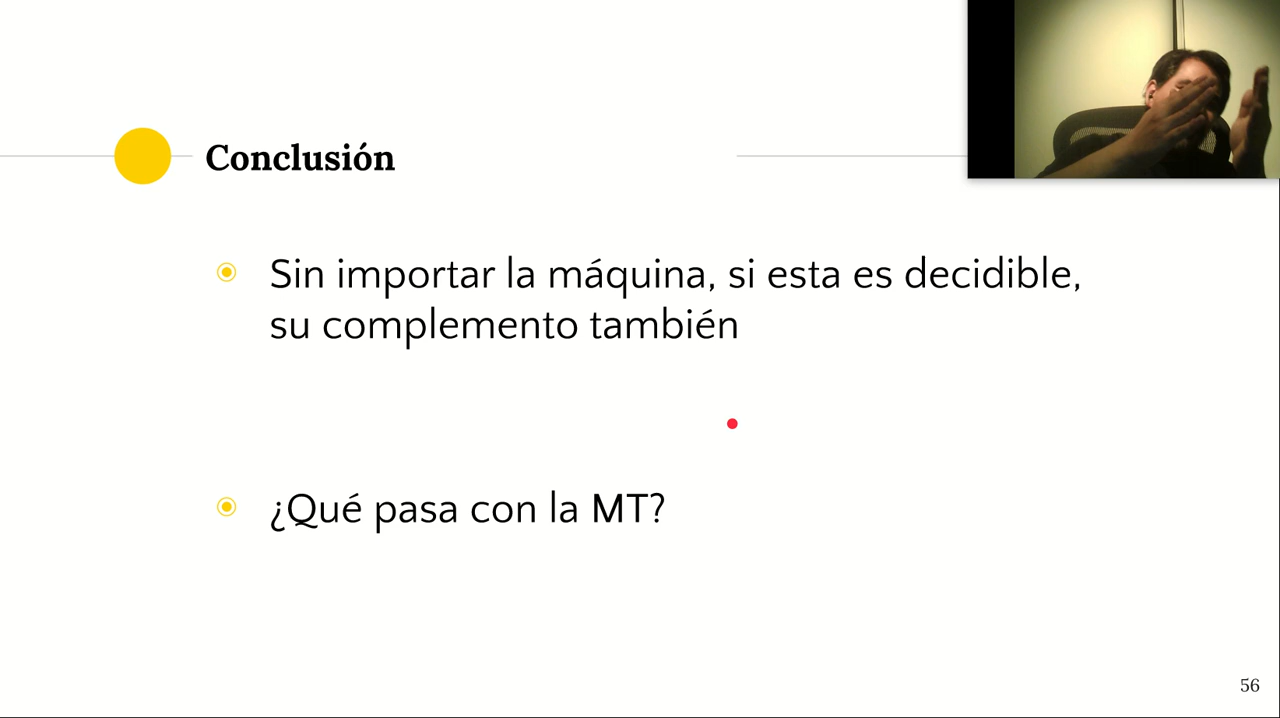 Conclusión
Sin importar la máquina, si esta es decidible,
su complemento también
¿Qué pasa con la MT?
56